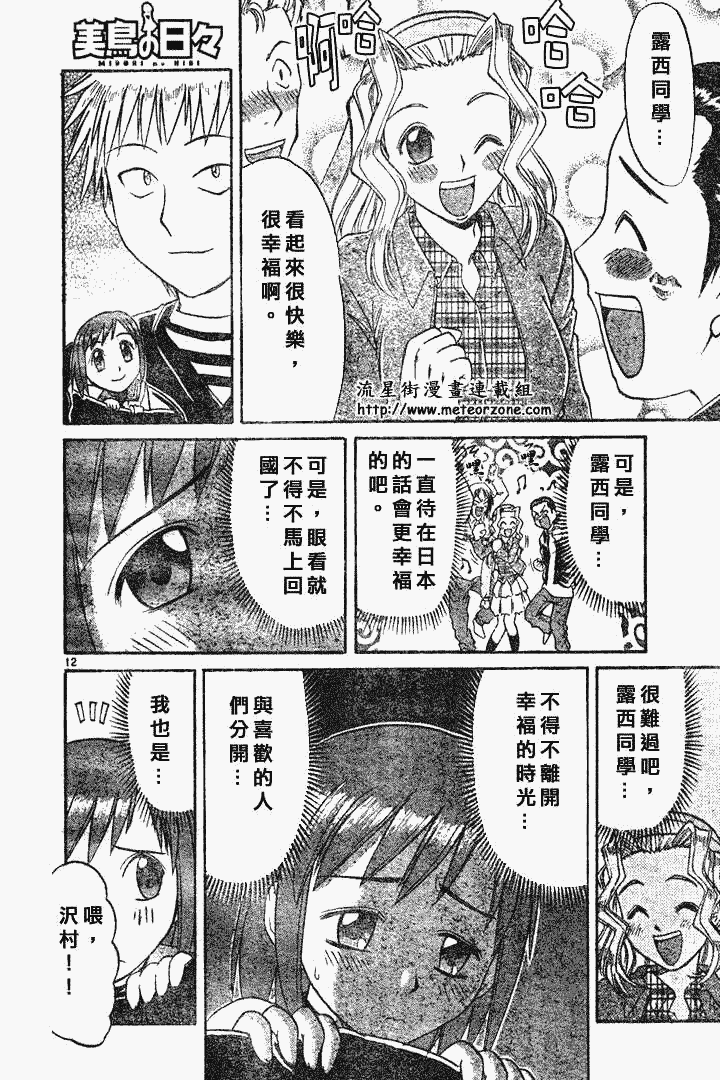 美鳥の日々
MIDORI no HIBI
露西同學…
哈哈
哈哈
啊
看起來很快樂，
很幸福啊。
流星街漫畫連載組
http://www.meteorzone.com
可是，
露西同學…
嘿
嘿
一直待在日本
的話會更幸福
的吧。
可是，眼看就
不得不馬上回
國了…
12
很難過吧，
露西同學…
不得不離開
幸福的時光…
與喜歡的人
們分開…
我也是…
喂，
沢村！！